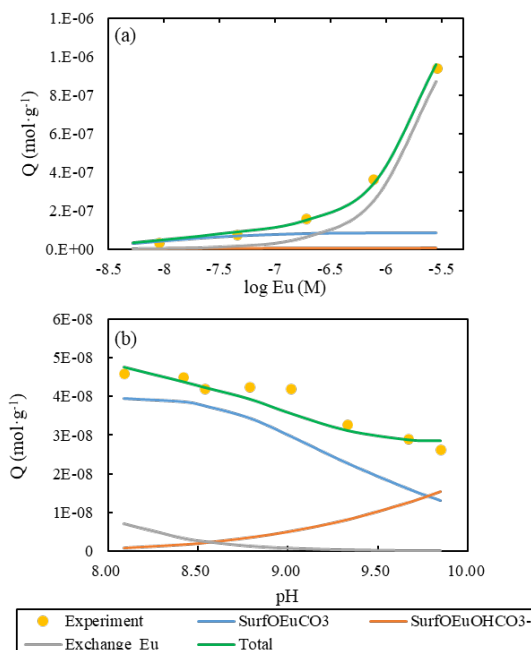 (a)
1.E-06
8.E-07
6.E-07
4.E-07
2.E-07
0.E+00
Q (mol·g-1)
-8.5 -8 -7.5 -7 -6.5 -6 -5.5
log Eu (M)
(b)
6E-08
5E-08
4E-08
3E-08
2E-08
1E-08
0
Q (mol·g-1)
8.00 8.50 9.00 9.50 10.00
pH
Experiment SurfOEuCO3 SurfOEuOHCO3-
Exchange_Eu Total